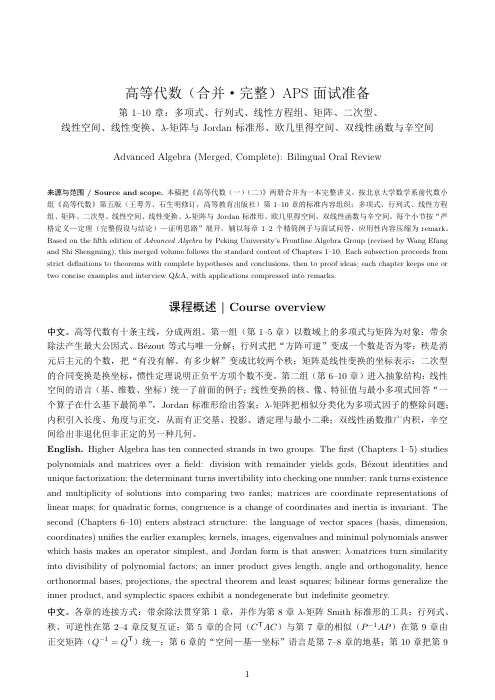 高等代数（合并·完整）APS 面试准备
第 1–10 章：多项式、行列式、线性方程组、矩阵、二次型、
线性空间、线性变换、λ-矩阵与 Jordan 标准形、欧几里得空间、双线性函数与辛空间
Advanced Algebra (Merged, Complete): Bilingual Oral Review
来源与范围 / Source and scope. 本稿把《高等代数（一）（二）》两册合并为一本完整讲义。按北京大学数学系前代数小
组《高等代数》第五版（王萼芳、石生明修订，高等教育出版社）第 1–10 章的标准内容组织：多项式、行列式、线性方程
组、矩阵、二次型、线性空间、线性变换、λ-矩阵与 Jordan 标准形、欧几里得空间、双线性函数与辛空间。每个小节按“严
格定义—定理（完整假设与结论）—证明思路”展开，辅以每章 1–2 个精简例子与面试问答，应用性内容压缩为 remark。
Based on the fifth edition of Advanced Algebra by Peking University's Frontline Algebra Group (revised by Wang Efang
and Shi Shengming), this merged volume follows the standard content of Chapters 1–10. Each subsection proceeds from
strict definitions to theorems with complete hypotheses and conclusions, then to proof ideas; each chapter keeps one or
two concise examples and interview Q&A, with applications compressed into remarks.
课程概述 | Course overview
中文。高等代数有十条主线，分成两组。第一组（第 1–5 章）以数域上的多项式与矩阵为对象：带余
除法产生最大公因式、Bézout 等式与唯一分解；行列式把“方阵可逆”变成一个数是否为零；秩是消
元后主元的个数，把“有没有解、有多少解”变成比较两个秩；矩阵是线性变换的坐标表示；二次型
的合同变换是换坐标，惯性定理说明正负平方项个数不变。第二组（第 6–10 章）进入抽象结构：线性
空间的语言（基、维数、坐标）统一了前面的例子；线性变换的核、像、特征值与最小多项式回答“一
个算子在什么基下最简单”，Jordan 标准形给出答案；λ-矩阵把相似分类化为多项式因子的整除问题；
内积引入长度、角度与正交，从而有正交基、投影、谱定理与最小二乘；双线性函数推广内积，辛空
间给出非退化但非正定的另一种几何。
English. Higher Algebra has ten connected strands in two groups. The first (Chapters 1–5) studies
polynomials and matrices over a field: division with remainder yields gcds, Bézout identities and
unique factorization; the determinant turns invertibility into checking one number; rank turns existence
and multiplicity of solutions into comparing two ranks; matrices are coordinate representations of
linear maps; for quadratic forms, congruence is a change of coordinates and inertia is invariant. The
second (Chapters 6–10) enters abstract structure: the language of vector spaces (basis, dimension,
coordinates) unifies the earlier examples; kernels, images, eigenvalues and minimal polynomials answer
which basis makes an operator simplest, and Jordan form is that answer; λ-matrices turn similarity
into divisibility of polynomial factors; an inner product gives length, angle and orthogonality, hence
orthonormal bases, projections, the spectral theorem and least squares; bilinear forms generalize the
inner product, and symplectic spaces exhibit a nondegenerate but indefinite geometry.
中文。各章的连接方式：带余除法贯穿第 1 章，并作为第 8 章 λ-矩阵 Smith 标准形的工具；行列式、
秩、可逆性在第 2–4 章反复互证；第 5 章的合同（CᵀAC）与第 7 章的相似（P⁻¹AP）在第 9 章由
正交矩阵（Q⁻¹ = Qᵀ）统一；第 6 章的“空间—基—坐标”语言是第 7–8 章的地基；第 10 章把第 9
1